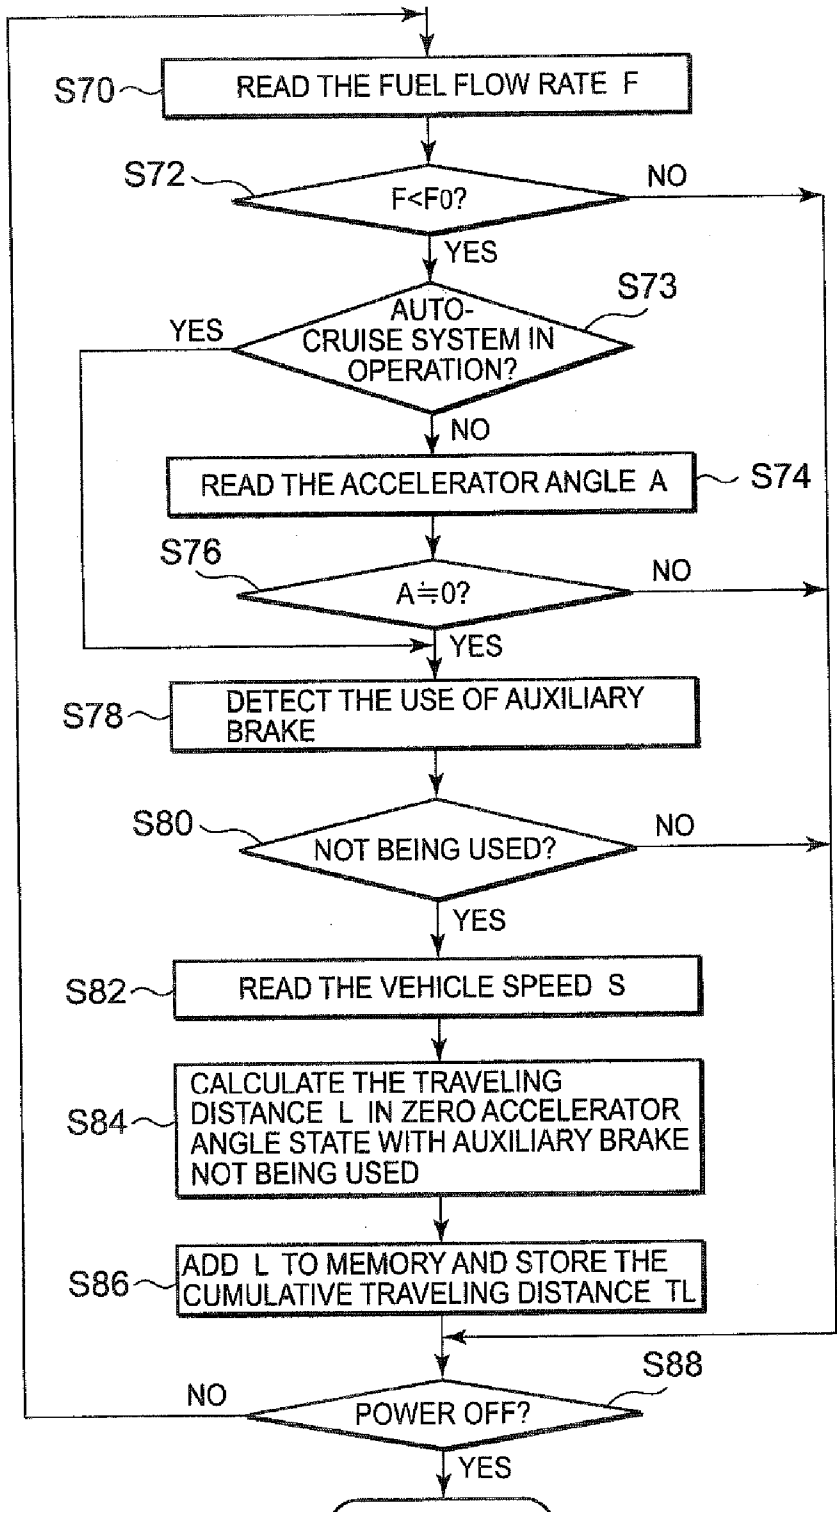 S70
READ THE FUEL FLOW RATE F
S72
F<F0?
NO
YES
S73
AUTO-
CRUISE SYSTEM IN
OPERATION?
YES
NO
READ THE ACCELERATOR ANGLE A
S74
S76
A≒0?
NO
YES
S78
DETECT THE USE OF AUXILIARY
BRAKE
S80
NOT BEING USED?
NO
YES
S82
READ THE VEHICLE SPEED S
S84
CALCULATE THE TRAVELING
DISTANCE L IN ZERO ACCELERATOR
ANGLE STATE WITH AUXILIARY BRAKE
NOT BEING USED
S86
ADD L TO MEMORY AND STORE THE
CUMULATIVE TRAVELING DISTANCE TL
S88
NO
POWER OFF?
YES